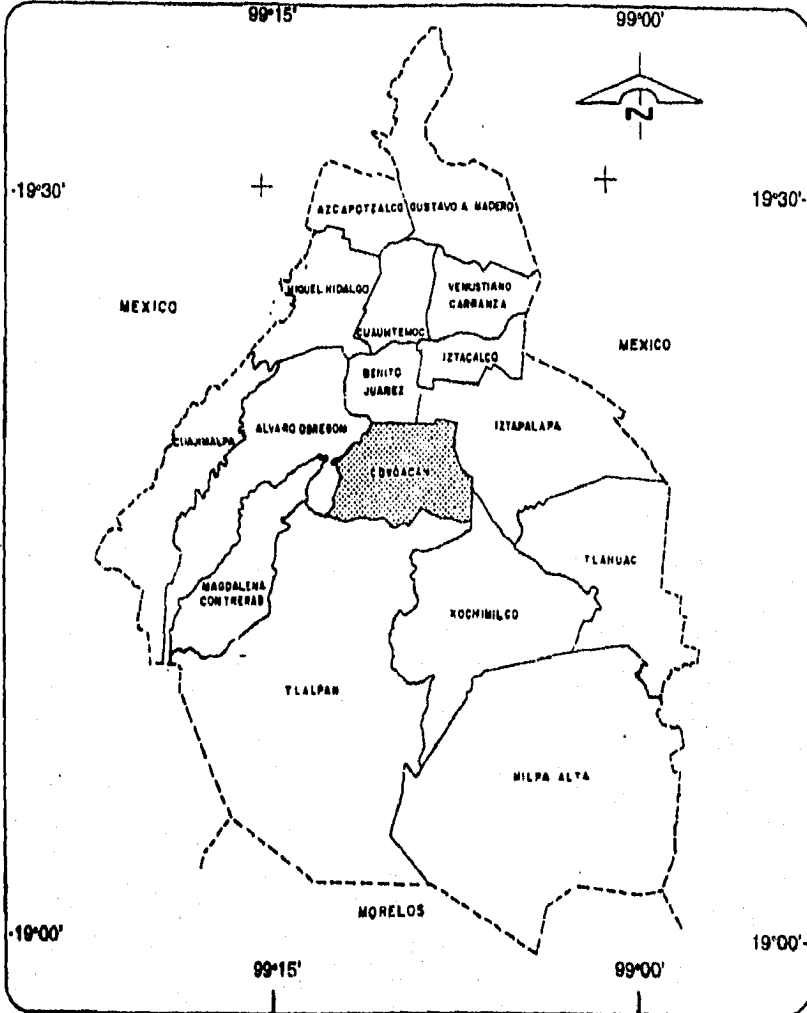 99°15'
99°00'
N
19°30'
19°30'
AZCAPOTZALCO
GUSTAVO A MADERO
MIGUEL HIDALGO
VENUSTIANO
CARRANZA
MEXICO
CUAUHTEMOC
MEXICO
IZTACALCO
BENITO
JUAREZ
CUAJIMALPA
ALVARO OBREGON
IZTAPALAPA
COYOACAN
TLAHUAC
MAGDALENA
CONTRERAS
XOCHIMILCO
TLALPAN
MILPA ALTA
MORELOS
19°00'
19°00'
99°15'
99°00'